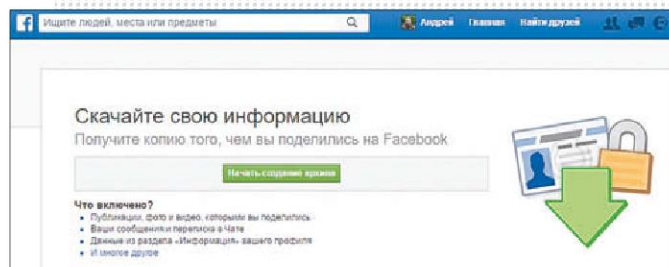 f Ищите людей, места или предметы Андрей Главная Найти друзей
Скачайте свою информацию
Получите копию того, чем вы поделились на Facebook
Начать создание архива
Что включено?
Публикации, фото и видео, которыми вы поделились
Ваши сообщения и переписка в Чате
Данные из раздела «Информация» вашего профиля
И многое другое